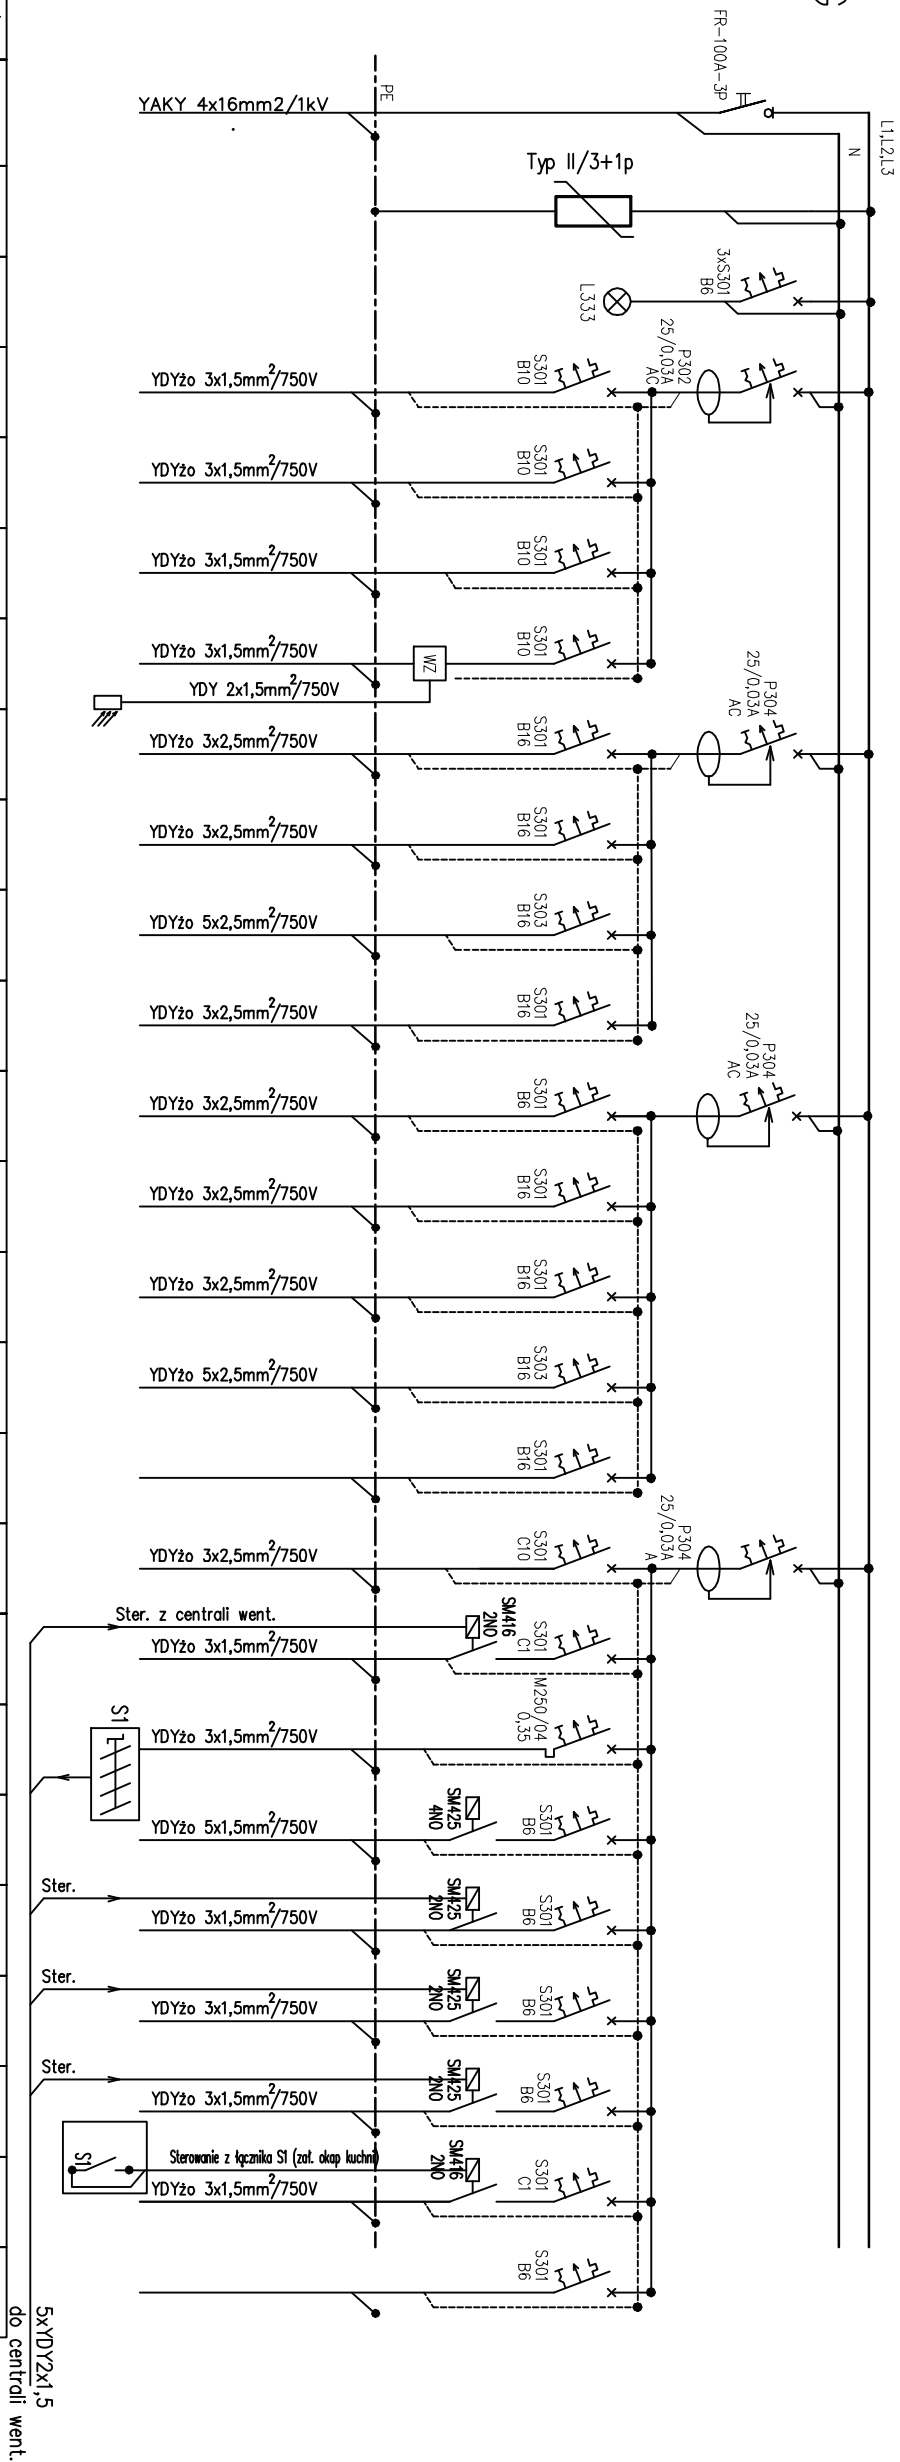 FR-100A-3P
L1,L2,L3
N
PE
YAKY 4x16mm2/1kV
Typ II/3+1p
3xS301
B6
L333
P302
25/0,03A
AC
S301
B10
YDYżo 3x1,5mm²/750V
S301
B10
YDYżo 3x1,5mm²/750V
S301
B10
YDYżo 3x1,5mm²/750V
S301
B10
WZ
YDYżo 3x1,5mm²/750V
YDY 2x1,5mm²/750V
P304
25/0,03A
AC
S301
B16
YDYżo 3x2,5mm²/750V
S301
B16
YDYżo 3x2,5mm²/750V
S303
B16
YDYżo 5x2,5mm²/750V
S301
B16
YDYżo 3x2,5mm²/750V
P304
25/0,03A
AC
S301
B6
YDYżo 3x2,5mm²/750V
S301
B16
YDYżo 3x2,5mm²/750V
S301
B16
YDYżo 3x2,5mm²/750V
S303
B16
YDYżo 5x2,5mm²/750V
S301
B16
P304
25/0,03A
A
S301
C10
YDYżo 3x2,5mm²/750V
Ster. z centrali went.
SM416
2NO
S301
C1
YDYżo 3x1,5mm²/750V
M250/04
0,35
S1
YDYżo 3x1,5mm²/750V
SM425
4NO
S301
B6
YDYżo 5x1,5mm²/750V
Ster.
SM425
2NO
S301
B6
YDYżo 3x1,5mm²/750V
Ster.
SM425
2NO
S301
B6
YDYżo 3x1,5mm²/750V
Ster.
SM425
2NO
S301
B6
YDYżo 3x1,5mm²/750V
S1
Sterowanie z łącznika S1 (zał. okap kuchni)
SM416
2NO
S301
C1
YDYżo 3x1,5mm²/750V
S301
B6
5xYDY2x1,5
do centrali went.